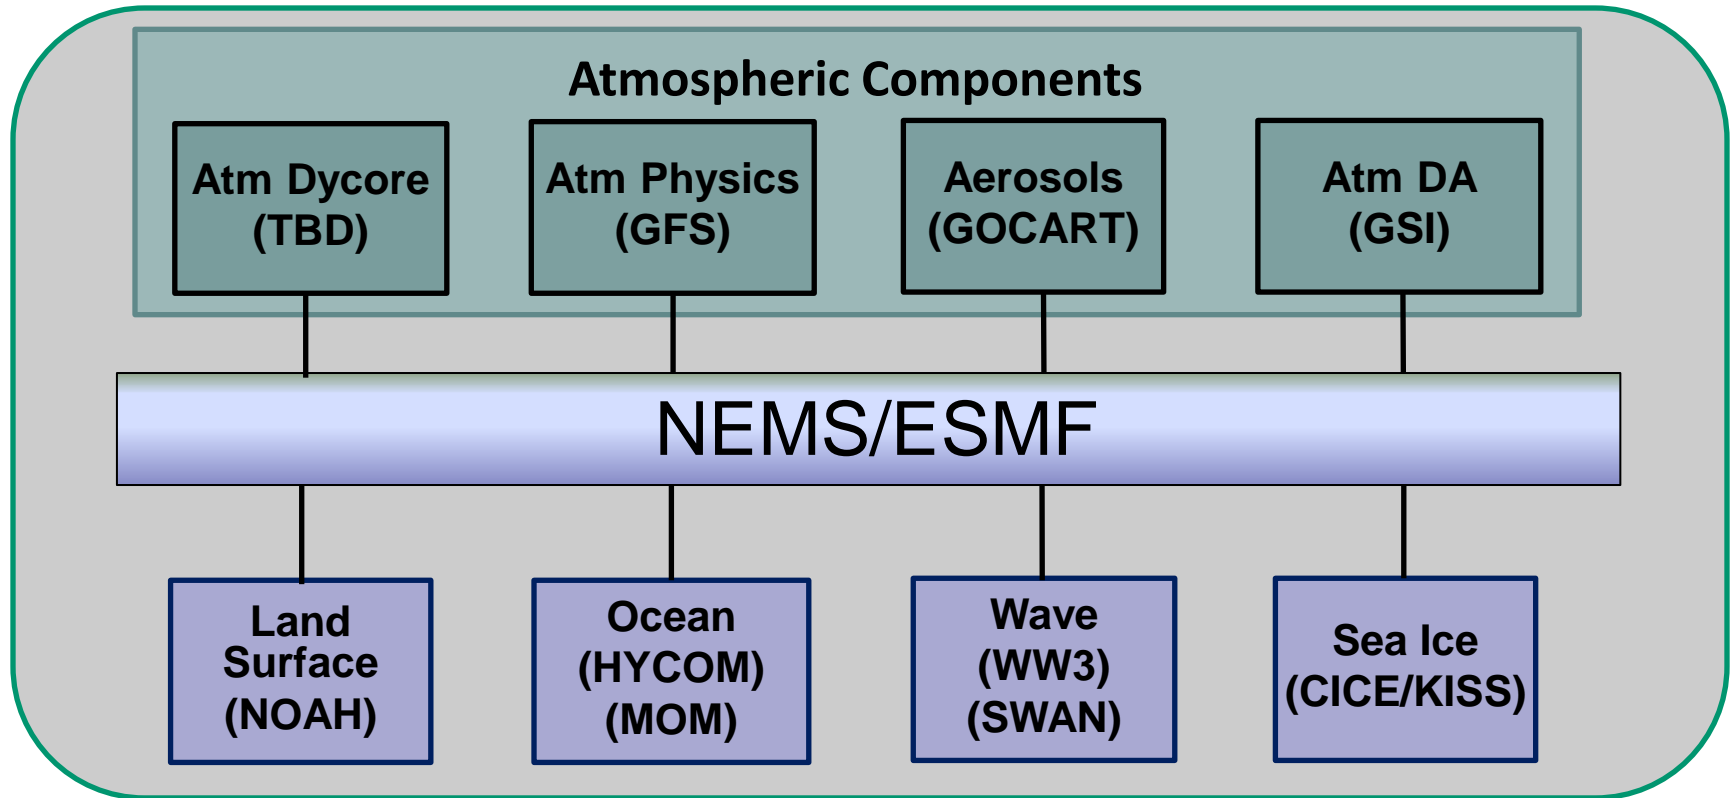 Atmospheric Components
Atm Dycore
(TBD)
Atm Physics
(GFS)
Aerosols
(GOCART)
Atm DA
(GSI)
NEMS/ESMF
Land
Surface
(NOAH)
Ocean
(HYCOM)
(MOM)
Wave
(WW3)
(SWAN)
Sea Ice
(CICE/KISS)